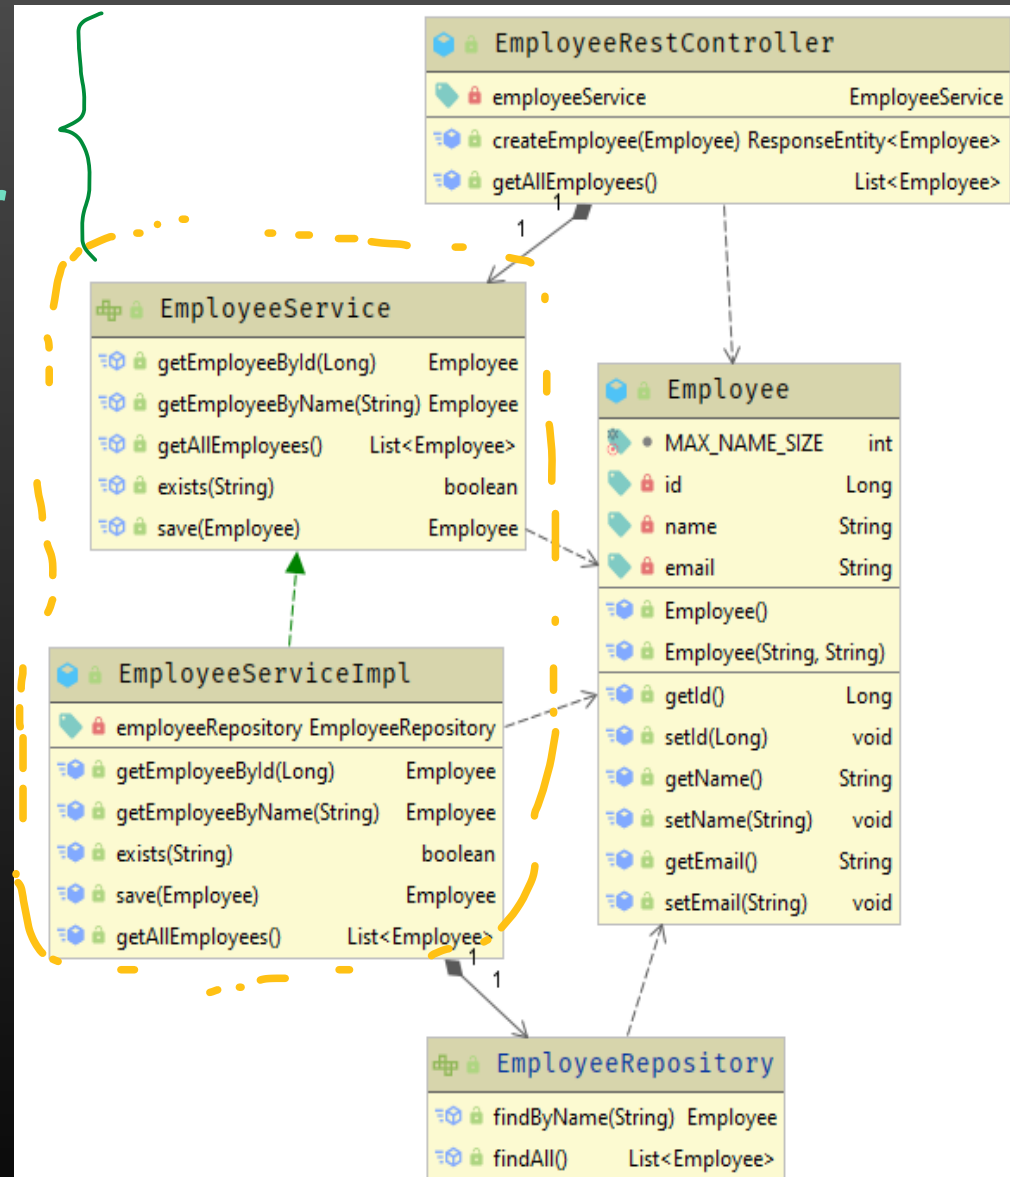 EmployeeRestController
employeeService EmployeeService
createEmployee(Employee) ResponseEntity<Employee>
getAllEmployees() List<Employee>
1
1
EmployeeService
getEmployeeById(Long) Employee
getEmployeeByName(String) Employee
getAllEmployees() List<Employee>
exists(String) boolean
save(Employee) Employee
Employee
MAX_NAME_SIZE int
id Long
name String
email String
Employee()
Employee(String, String)
getId() Long
setId(Long) void
getName() String
setName(String) void
getEmail() String
setEmail(String) void
EmployeeServiceImpl
employeeRepository EmployeeRepository
getEmployeeById(Long) Employee
getEmployeeByName(String) Employee
exists(String) boolean
save(Employee) Employee
getAllEmployees() List<Employee>
1
1
EmployeeRepository
findByName(String) Employee
findAll() List<Employee>